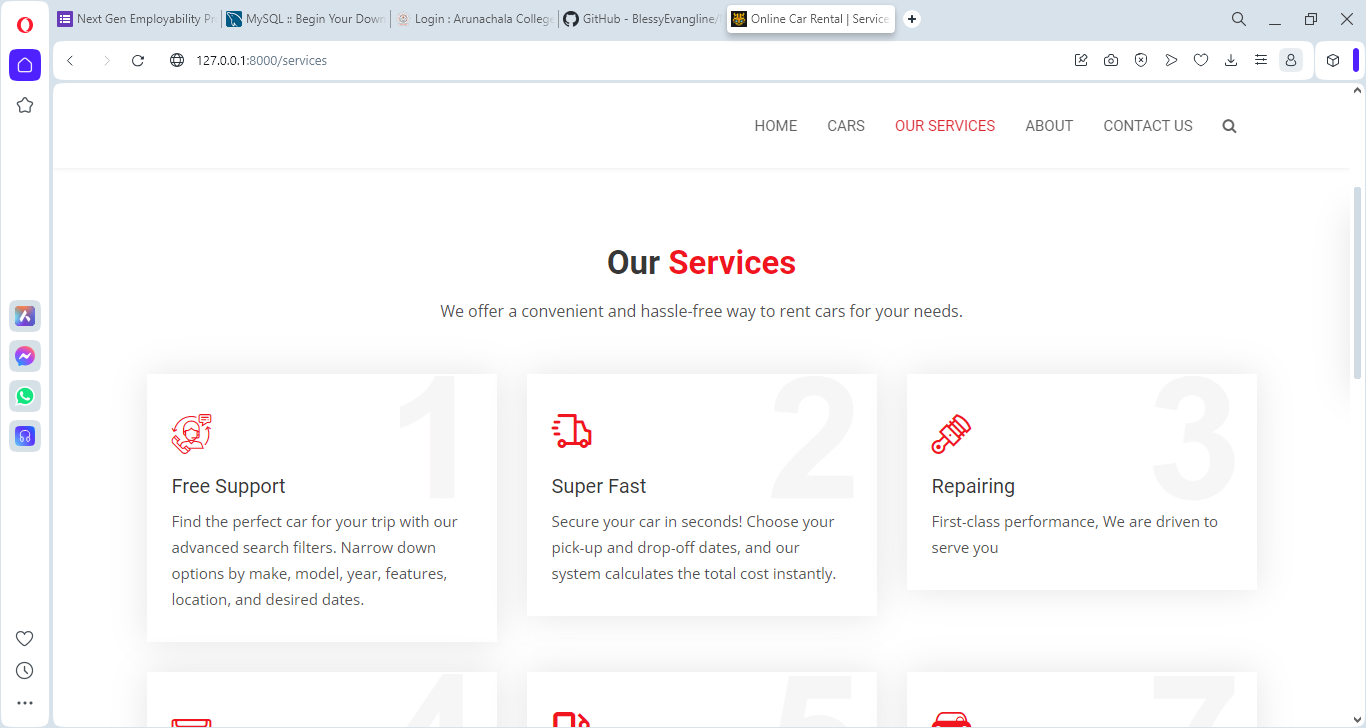 Next Gen Employability Pr
MySQL :: Begin Your Down
Login : Arunachala College
GitHub - BlessyEvangline/
Online Car Rental | Service
127.0.0.1:8000/services
HOME CARS OUR SERVICES ABOUT CONTACT US
Our Services
We offer a convenient and hassle-free way to rent cars for your needs.
1
Free Support
Find the perfect car for your trip with our
advanced search filters. Narrow down
options by make, model, year, features,
location, and desired dates.
2
Super Fast
Secure your car in seconds! Choose your
pick-up and drop-off dates, and our
system calculates the total cost instantly.
3
Repairing
First-class performance, We are driven to
serve you
4
5
7